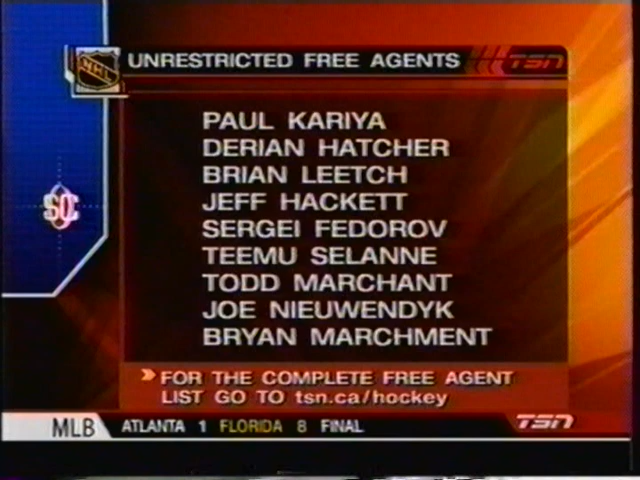 NHL
UNRESTRICTED FREE AGENTS
TSN
PAUL KARIYA
DERIAN HATCHER
BRIAN LEETCH
JEFF HACKETT
SERGEI FEDOROV
TEEMU SELANNE
TODD MARCHANT
JOE NIEUWENDYK
BRYAN MARCHMENT
SC
FOR THE COMPLETE FREE AGENT
LIST GO TO tsn.ca/hockey
MLB ATLANTA 1 FLORIDA 8 FINAL TSN